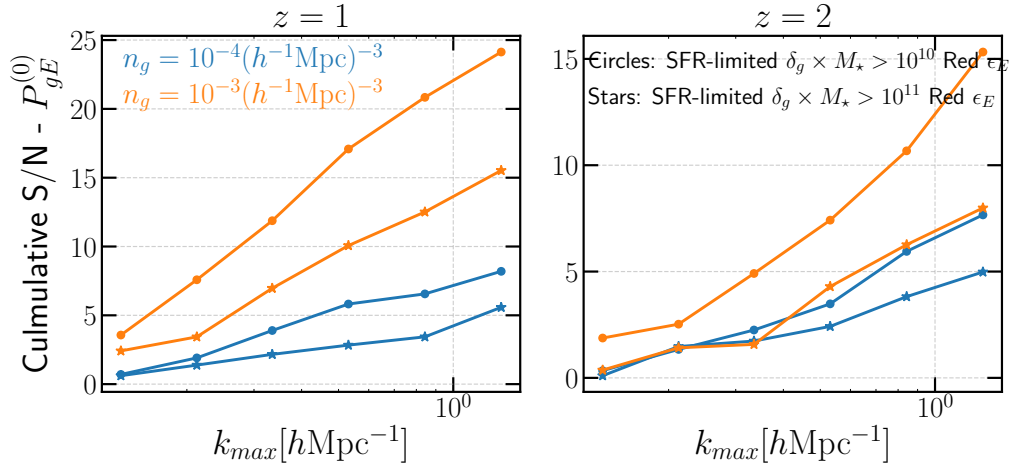 z = 1
z = 2
Culmulative S/N - P_{gE}^{(0)}
25
20
15
10
5
0
n_g = 10^{-4}(h^{-1}Mpc)^{-3}
n_g = 10^{-3}(h^{-1}Mpc)^{-3}
10^0
k_{max}[hMpc^{-1}]
15
10
5
0
Circles: SFR-limited δ_g × M_⋆ > 10^{10} Red ϵ_E
Stars: SFR-limited δ_g × M_⋆ > 10^{11} Red ϵ_E
10^0
k_{max}[hMpc^{-1}]